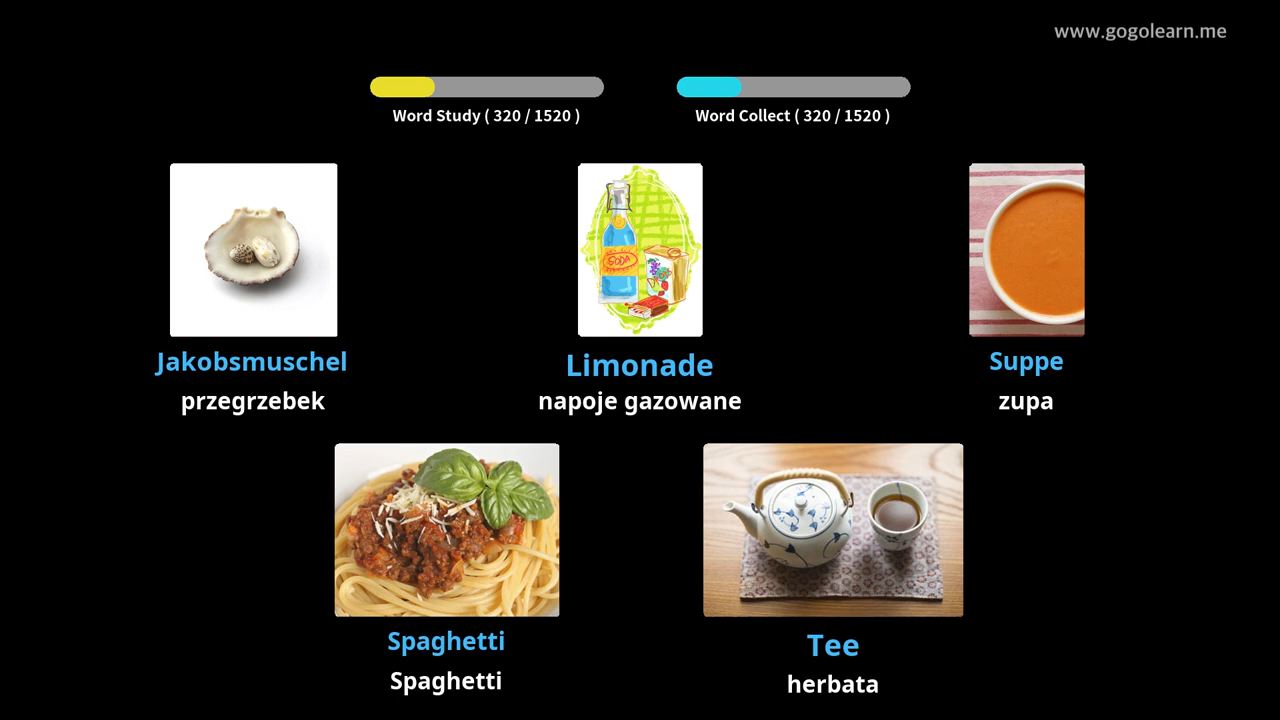 www.gogolearn.me
Word Study ( 320 / 1520 )
Word Collect ( 320 / 1520 )
SODA
Jakobsmuschel
przegrzebek
Limonade
napoje gazowane
Suppe
zupa
Spaghetti
Spaghetti
Tee
herbata